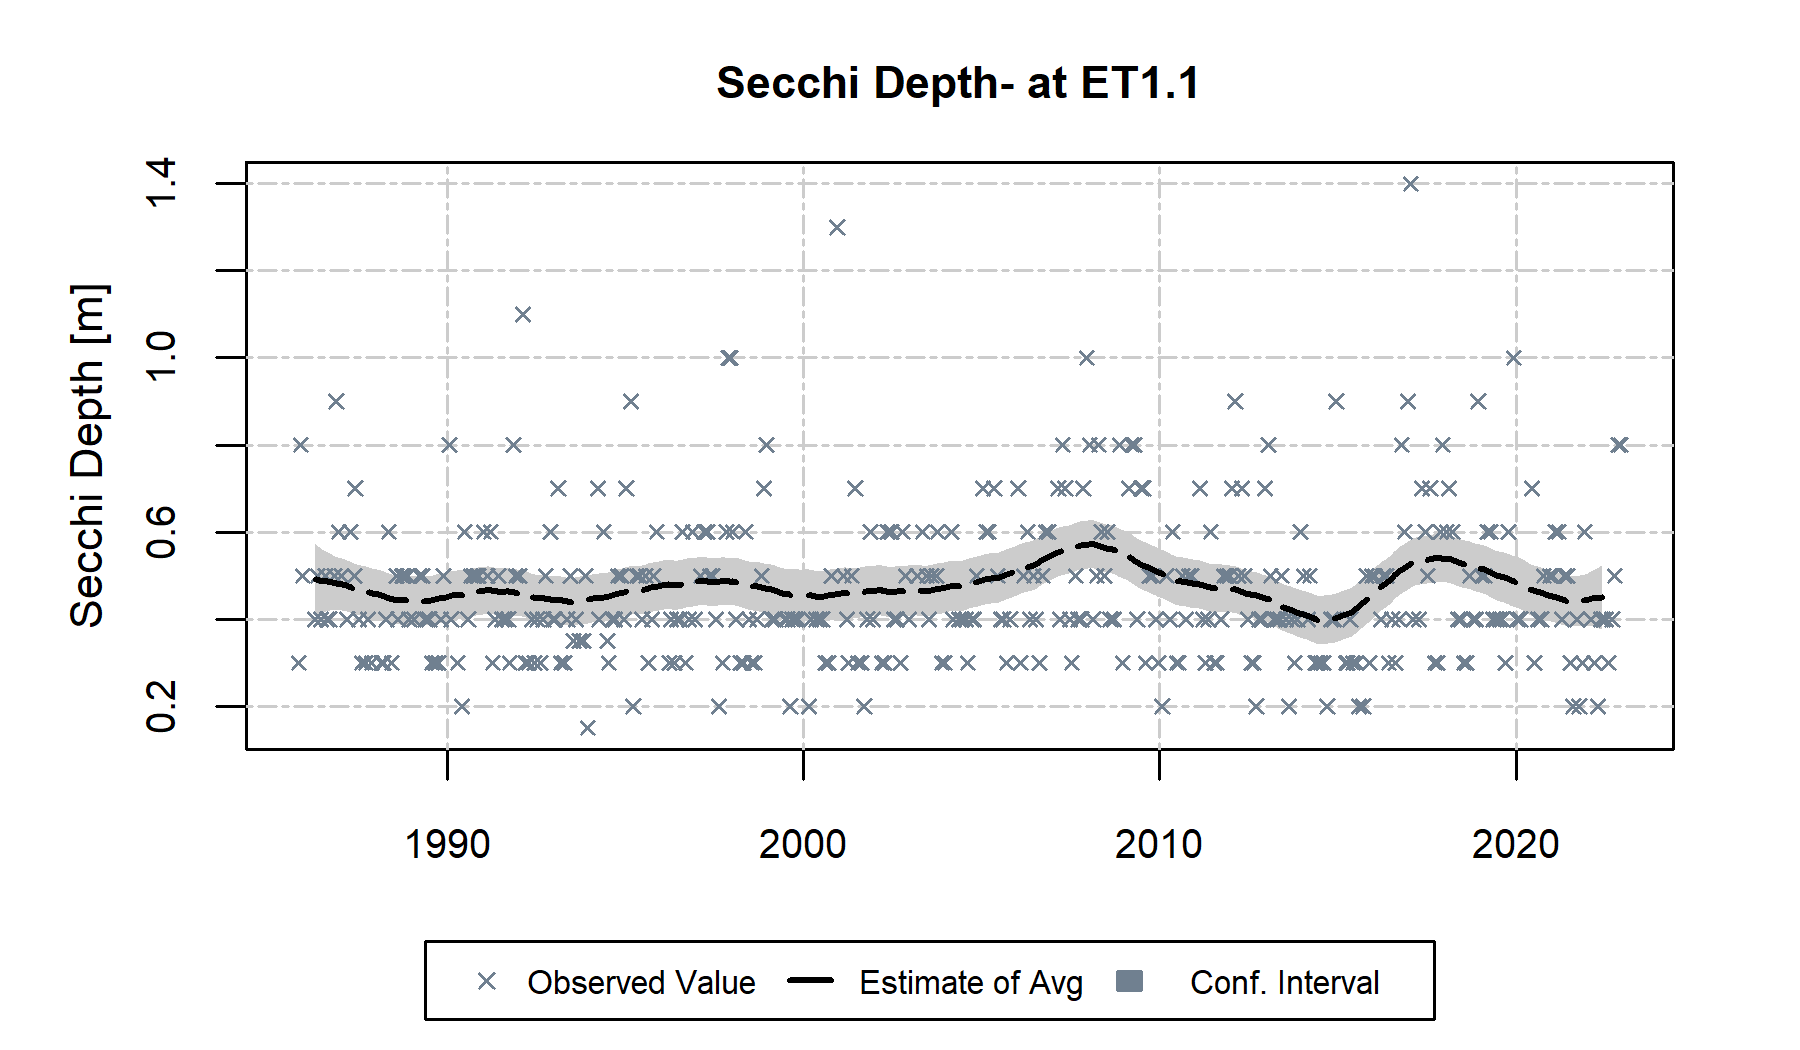 Secchi Depth- at ET1.1
Secchi Depth [m]
1.4
1.0
0.6
0.2
1990 2000 2010 2020
Observed Value Estimate of Avg Conf. Interval